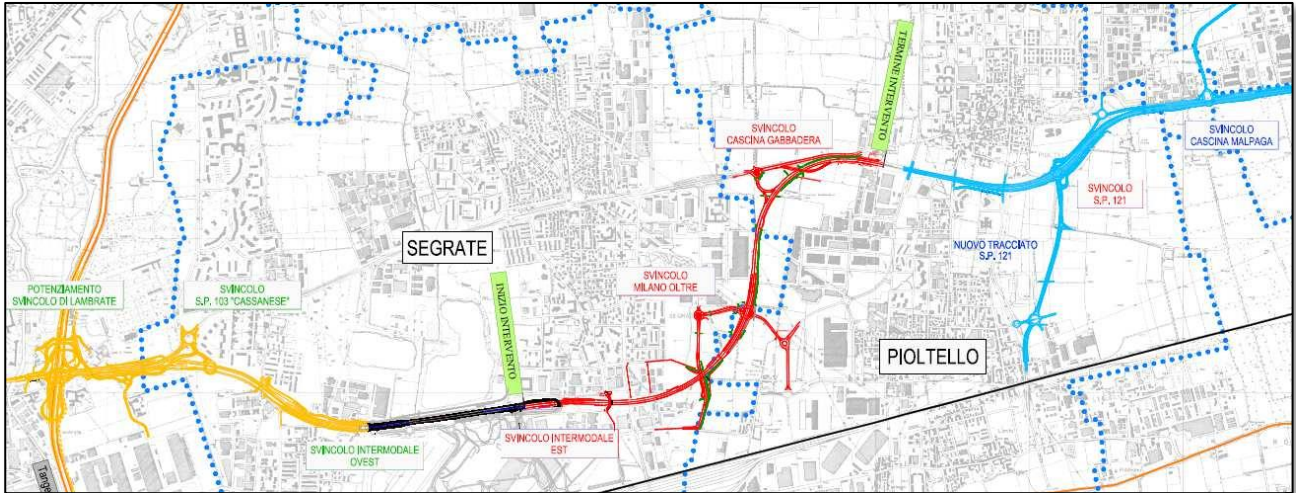 TERMINE INTERVENTO
SVINCOLO
CASCINA GABBADERA
SVINCOLO
CASCINA MALPAGA
SVINCOLO
S.P. 121
SEGRATE
NUOVO TRACCIATO
S.P. 121
SVINCOLO
MILANO OLTRE
POTENZIAMENTO
SVINCOLO DI LAMBRATE
SVINCOLO
S.P. 103 "CASSANESE"
INIZIO INTERVENTO
PIOLTELLO
SVINCOLO INTERMODALE
OVEST
SVINCOLO INTERMODALE
EST